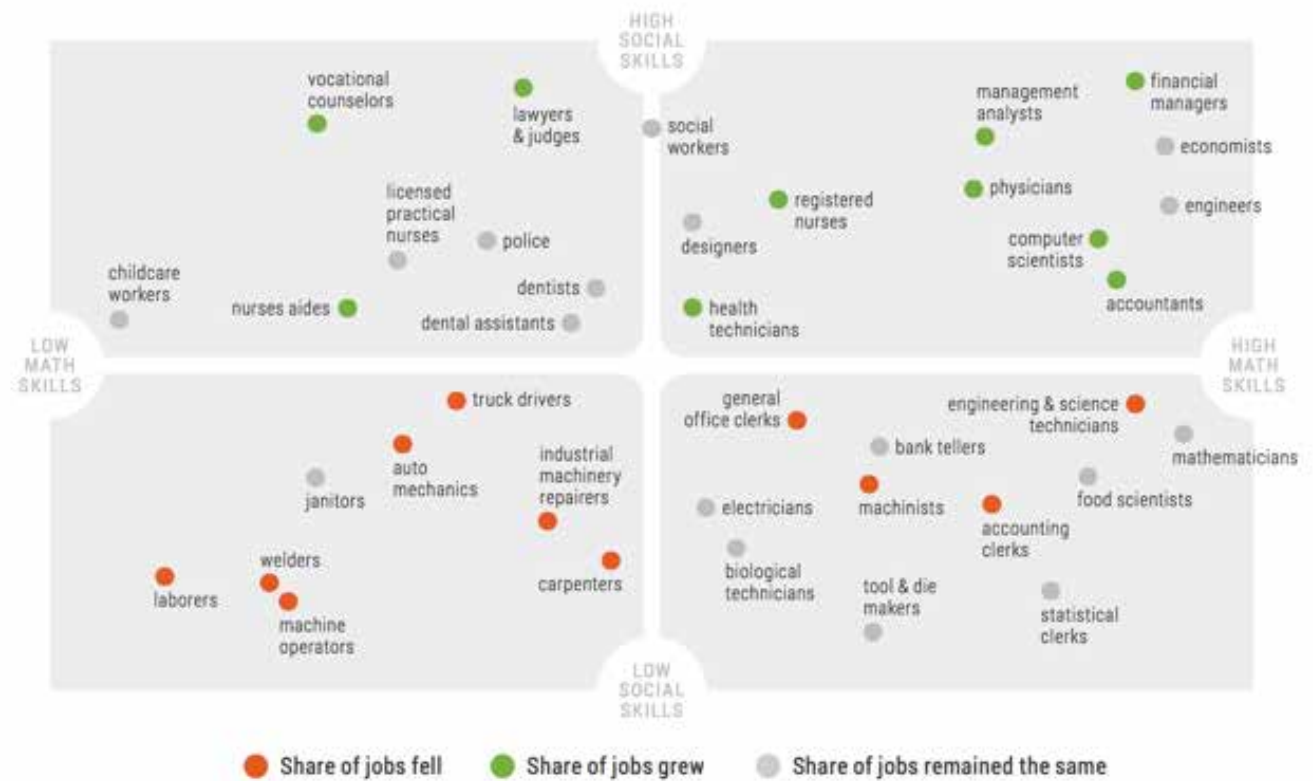 HIGH
SOCIAL
SKILLS
vocational
counselors
lawyers
& judges
social
workers
management
analysts
financial
managers
economists
licensed
practical
nurses
police
designers
registered
nurses
physicians
engineers
computer
scientists
accountants
childcare
workers
nurses aides
dentists
dental assistants
health
technicians
LOW
MATH
SKILLS
HIGH
MATH
SKILLS
truck drivers
auto
mechanics
janitors
industrial
machinery
repairers
welders
laborers
machine
operators
carpenters
general
office clerks
bank tellers
engineering & science
technicians
mathematicians
electricians
machinists
accounting
clerks
food scientists
biological
technicians
tool & die
makers
statistical
clerks
LOW
SOCIAL
SKILLS
Share of jobs fell
Share of jobs grew
Share of jobs remained the same